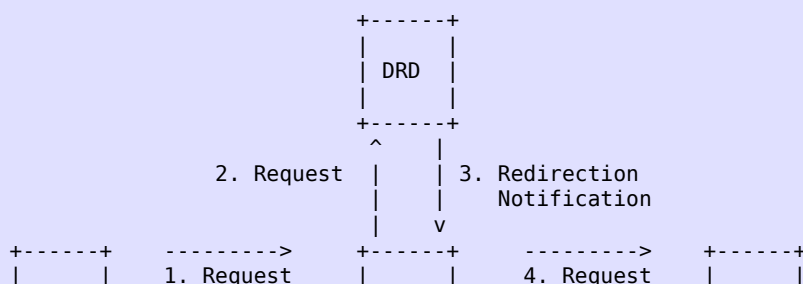 +------+
|      |
| DRD  |
|      |
+------+
^    |
2. Request  |    | 3. Redirection
|    |    Notification
|    v
+------+    --------->    +------+    --------->    +------+
|      |    1. Request    |      |    4. Request    |      |